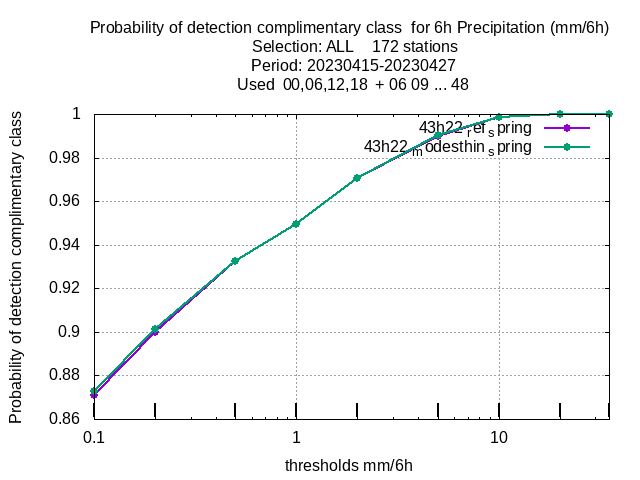 Probability of detection complimentary class for 6h Precipitation (mm/6h)
Selection: ALL 172 stations
Period: 20230415-20230427
Used 00,06,12,18 + 06 09 ... 48
Probability of detection complimentary class
1
0.98
0.96
0.94
0.92
0.9
0.88
0.86
43h22_ref_spring
43h22_modesthin_spring
0.1
1
10
thresholds mm/6h